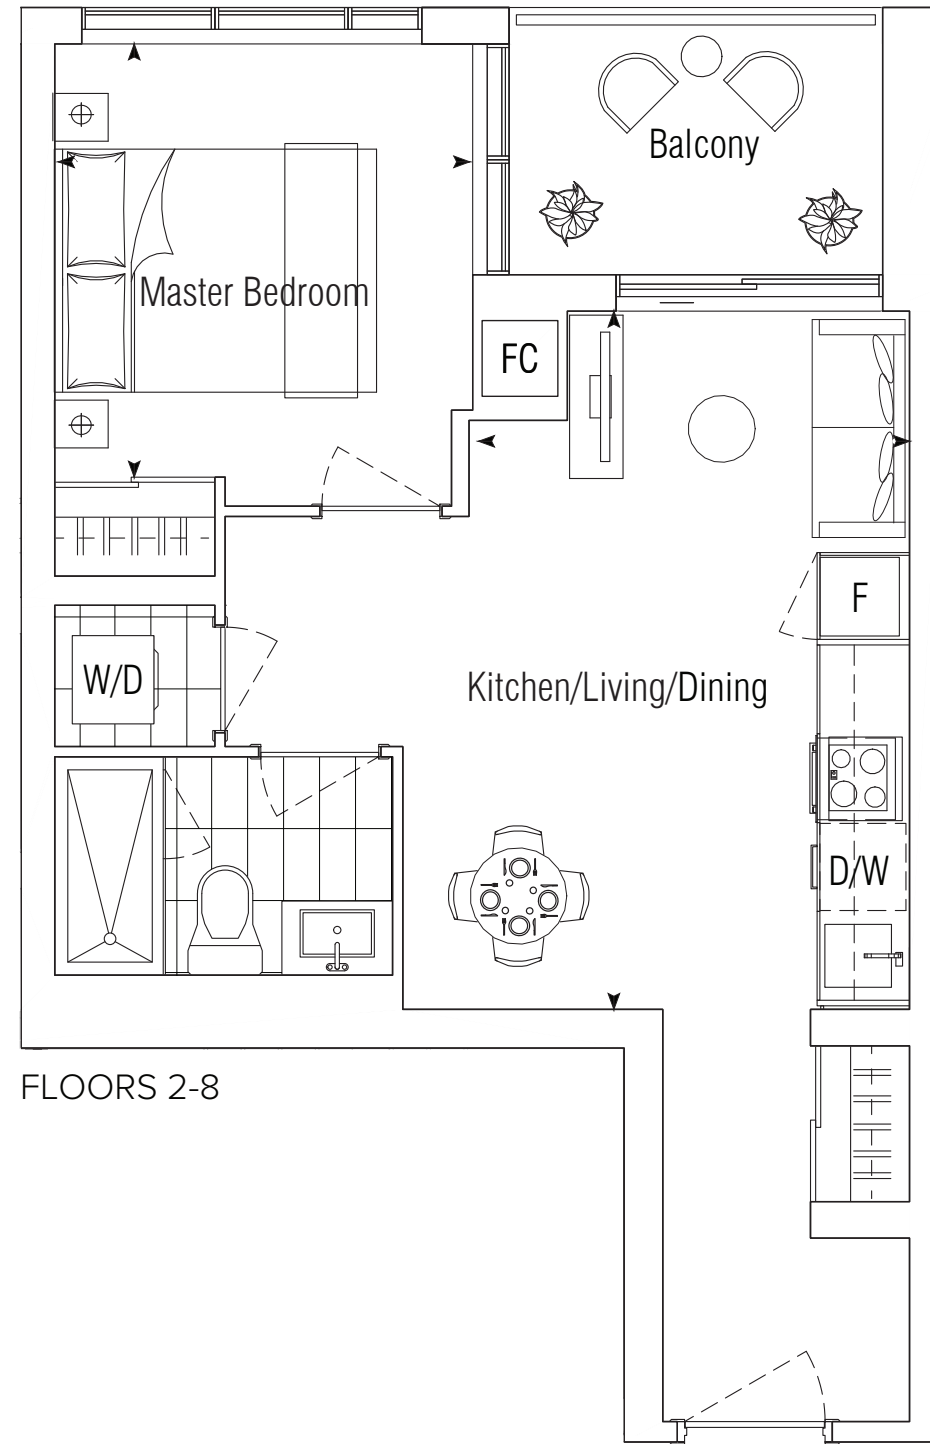 Balcony
Master Bedroom
FC
F
W/D
Kitchen/Living/Dining
D/W
FLOORS 2-8